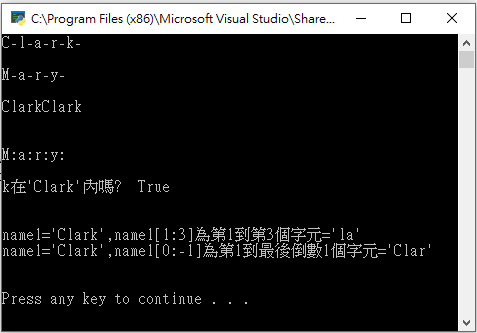 C:\Program Files (x86)\Microsoft Visual Studio\Share...
C-l-a-r-k-
M-a-r-y-
ClarkClark
M:a:r:y:
k在'Clark'內嗎?  True
name1='Clark',name1[1:3]為第1到第3個字元='la'
name1='Clark',name1[0:-1]為第1到最後倒數1個字元='Clar'
Press any key to continue . . .